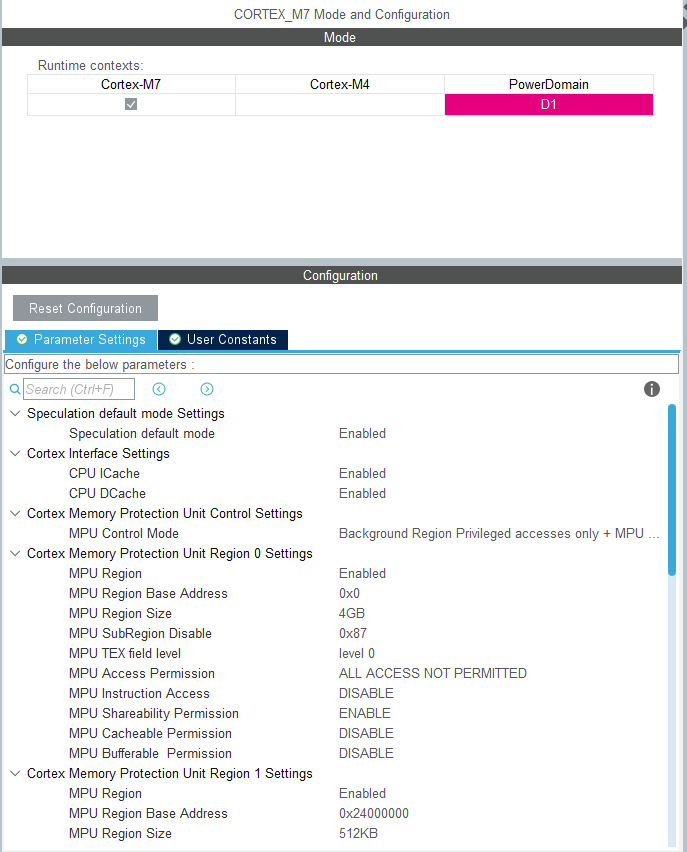 CORTEX_M7 Mode and Configuration
Mode
Runtime contexts:
Cortex-M7 Cortex-M4 PowerDomain
D1
Configuration
Reset Configuration
Parameter Settings User Constants
Configure the below parameters :
Search (Ctrl+F)
Speculation default mode Settings
Speculation default mode Enabled
Cortex Interface Settings
CPU ICache Enabled
CPU DCache Enabled
Cortex Memory Protection Unit Control Settings
MPU Control Mode Background Region Privileged accesses only + MPU ...
Cortex Memory Protection Unit Region 0 Settings
MPU Region Enabled
MPU Region Base Address 0x0
MPU Region Size 4GB
MPU SubRegion Disable 0x87
MPU TEX field level level 0
MPU Access Permission ALL ACCESS NOT PERMITTED
MPU Instruction Access DISABLE
MPU Shareability Permission ENABLE
MPU Cacheable Permission DISABLE
MPU Bufferable Permission DISABLE
Cortex Memory Protection Unit Region 1 Settings
MPU Region Enabled
MPU Region Base Address 0x24000000
MPU Region Size 512KB